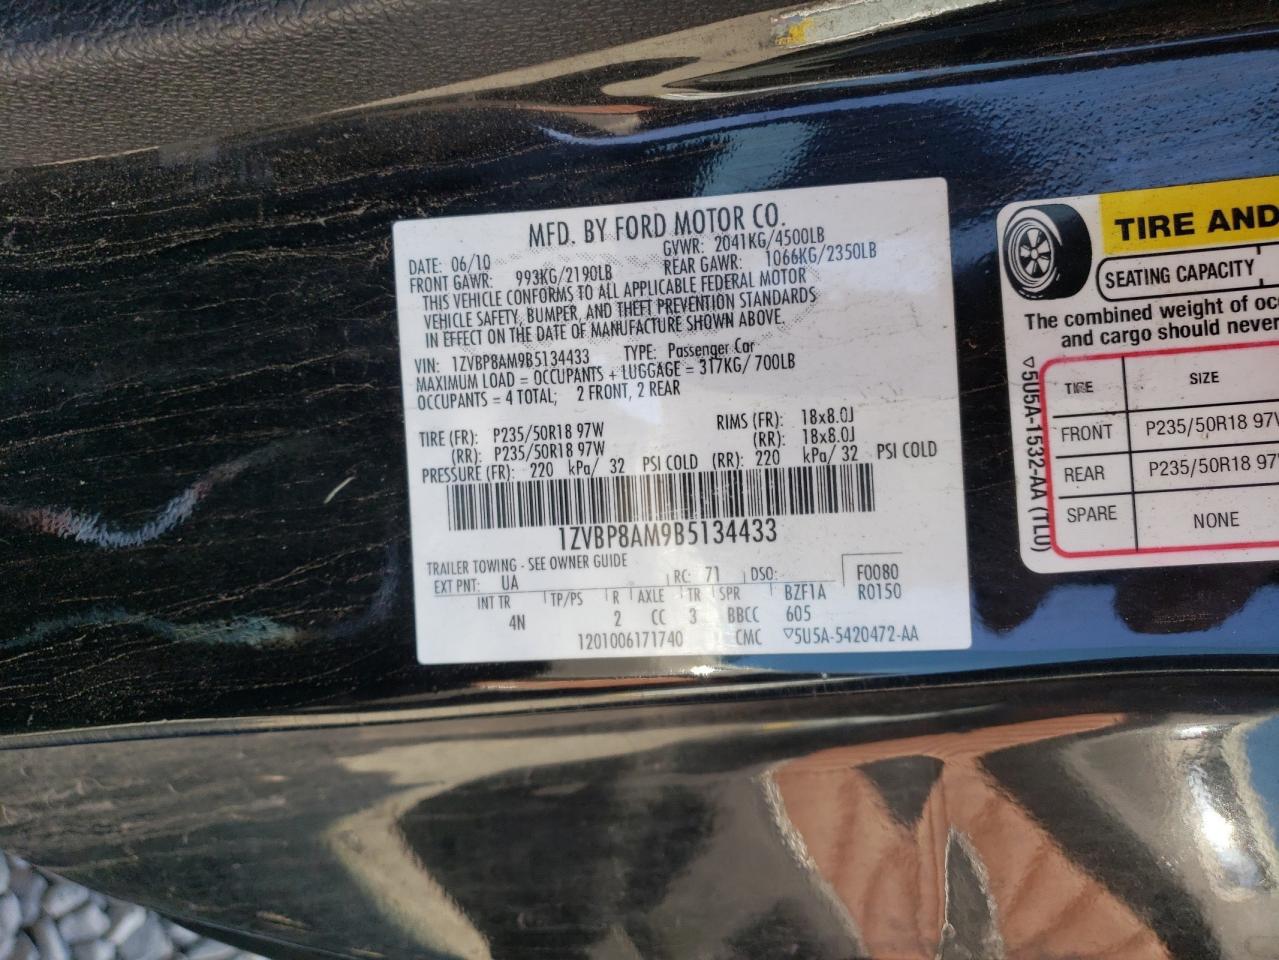 MFD. BY FORD MOTOR CO.
DATE: 06/10 GVWR: 2041KG/4500LB
FRONT GAWR: 993KG/2190LB REAR GAWR: 1066KG/2350LB
THIS VEHICLE CONFORMS TO ALL APPLICABLE FEDERAL MOTOR
VEHICLE SAFETY, BUMPER, AND THEFT PREVENTION STANDARDS
IN EFFECT ON THE DATE OF MANUFACTURE SHOWN ABOVE.
VIN: 1ZVBP8AM9B5134433 TYPE: Passenger Car
MAXIMUM LOAD = OCCUPANTS + LUGGAGE = 317KG/700LB
OCCUPANTS = 4 TOTAL; 2 FRONT, 2 REAR
TIRE (FR): P235/50R18 97W RIMS (FR): 18x8.0J
(RR): P235/50R18 97W (RR): 18x8.0J
PRESSURE (FR): 220 kPa/ 32 PSI COLD (RR): 220 kPa/ 32 PSI COLD
1ZVBP8AM9B5134433
TRAILER TOWING - SEE OWNER GUIDE
EXT PNT: UA RC: 71 DSO: F0080
INT TR TP/PS R AXLE TR SPR BZF1A R0150
4N 2 CC 3 BBCC 605
1201006171740 CMC ▽5U5A-5420472-AA
TIRE AND
SEATING CAPACITY
The combined weight of occ
and cargo should never
TIRE SIZE
FRONT P235/50R18 97
REAR P235/50R18 97
SPARE NONE
▽5U5A-1532-AA (TL0)